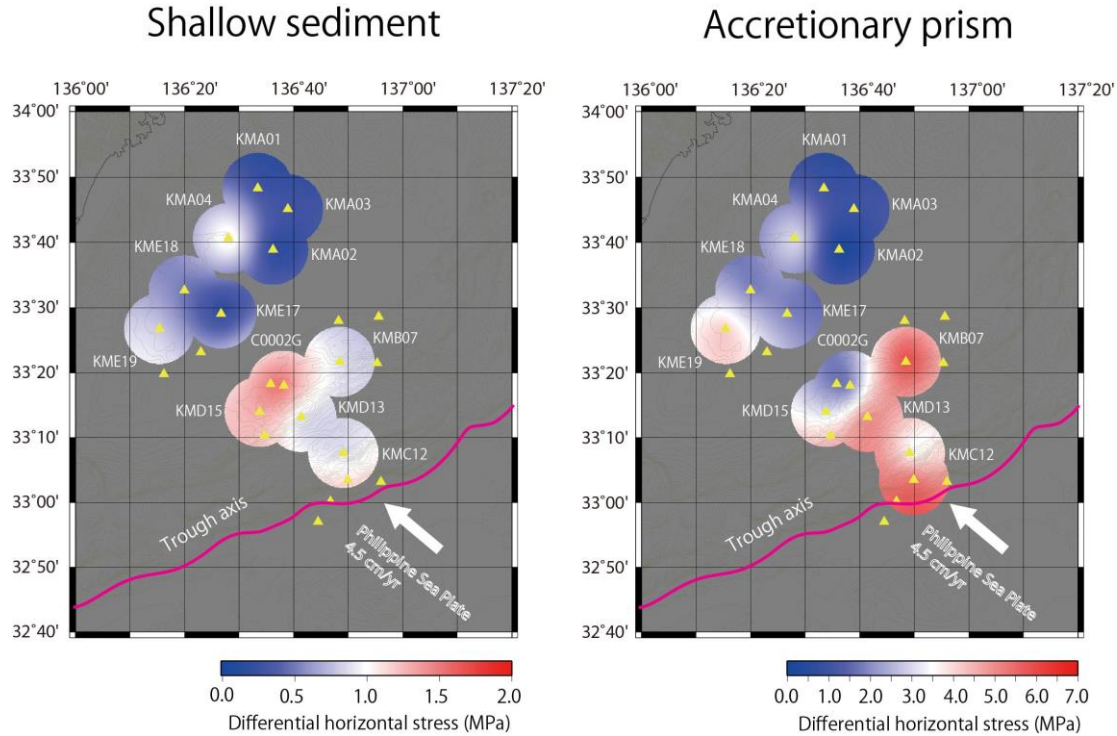 Shallow sediment
136°00' 136°20' 136°40' 137°00' 137°20'
34°00'
33°50'
33°40'
33°30'
33°20'
33°10'
33°00'
32°50'
32°40'
KMA01
KMA04
KMA03
KME18
KMA02
KME17
C0002G
KMB07
KME19
KMD15
KMD13
KMC12
Trough axis
Philippine Sea Plate
4.5 cm/yr
0.0 0.5 1.0 1.5 2.0
Differential horizontal stress (MPa)
Accretionary prism
136°00' 136°20' 136°40' 137°00' 137°20'
34°00'
33°50'
33°40'
33°30'
33°20'
33°10'
33°00'
32°50'
32°40'
KMA01
KMA04
KMA03
KME18
KMA02
KME17
C0002G
KMB07
KME19
KMD15
KMD13
KMC12
Trough axis
Philippine Sea Plate
4.5 cm/yr
0.0 1.0 2.0 3.0 4.0 5.0 6.0 7.0
Differential horizontal stress (MPa)